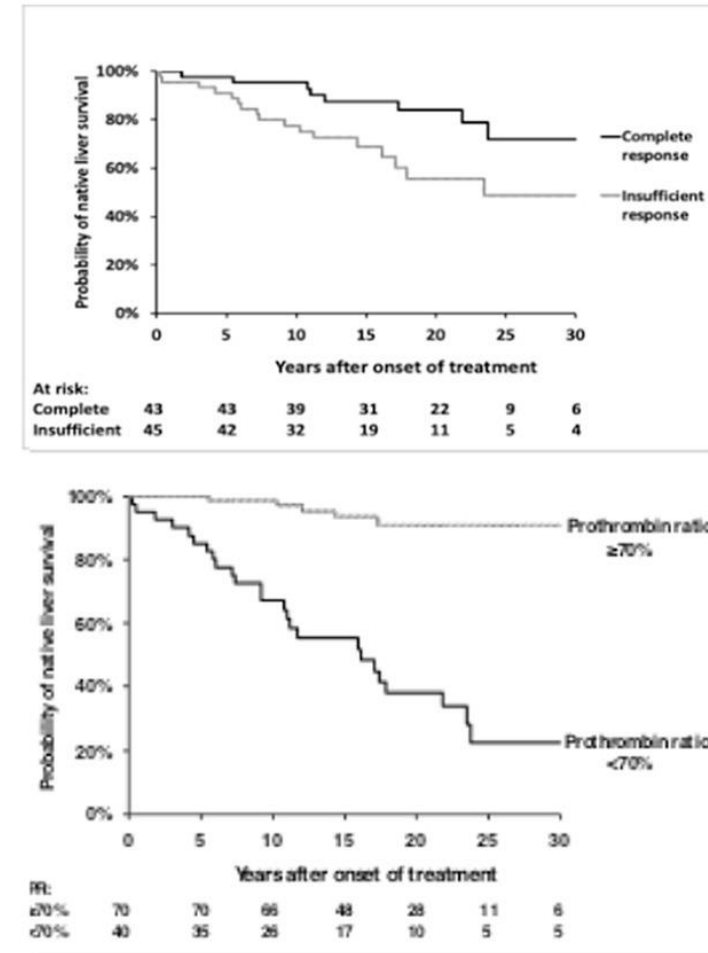 100%
80%
60%
40%
20%
0%
Probability of native liver survival
Complete
response
Insufficient
response
0 5 10 15 20 25 30
Years after onset of treatment
At risk:
Complete 43 43 39 31 22 9 6
Insufficient 45 42 32 19 11 5 4
100%
80%
60%
40%
20%
0%
Probability of native liver survival
Prothrombin ratio
≥70%
Prothrombin ratio
<70%
0 5 10 15 20 25 30
Years after onset of treatment
PR:
≥70% 70 70 66 48 28 11 6
<70% 40 35 26 17 10 5 5